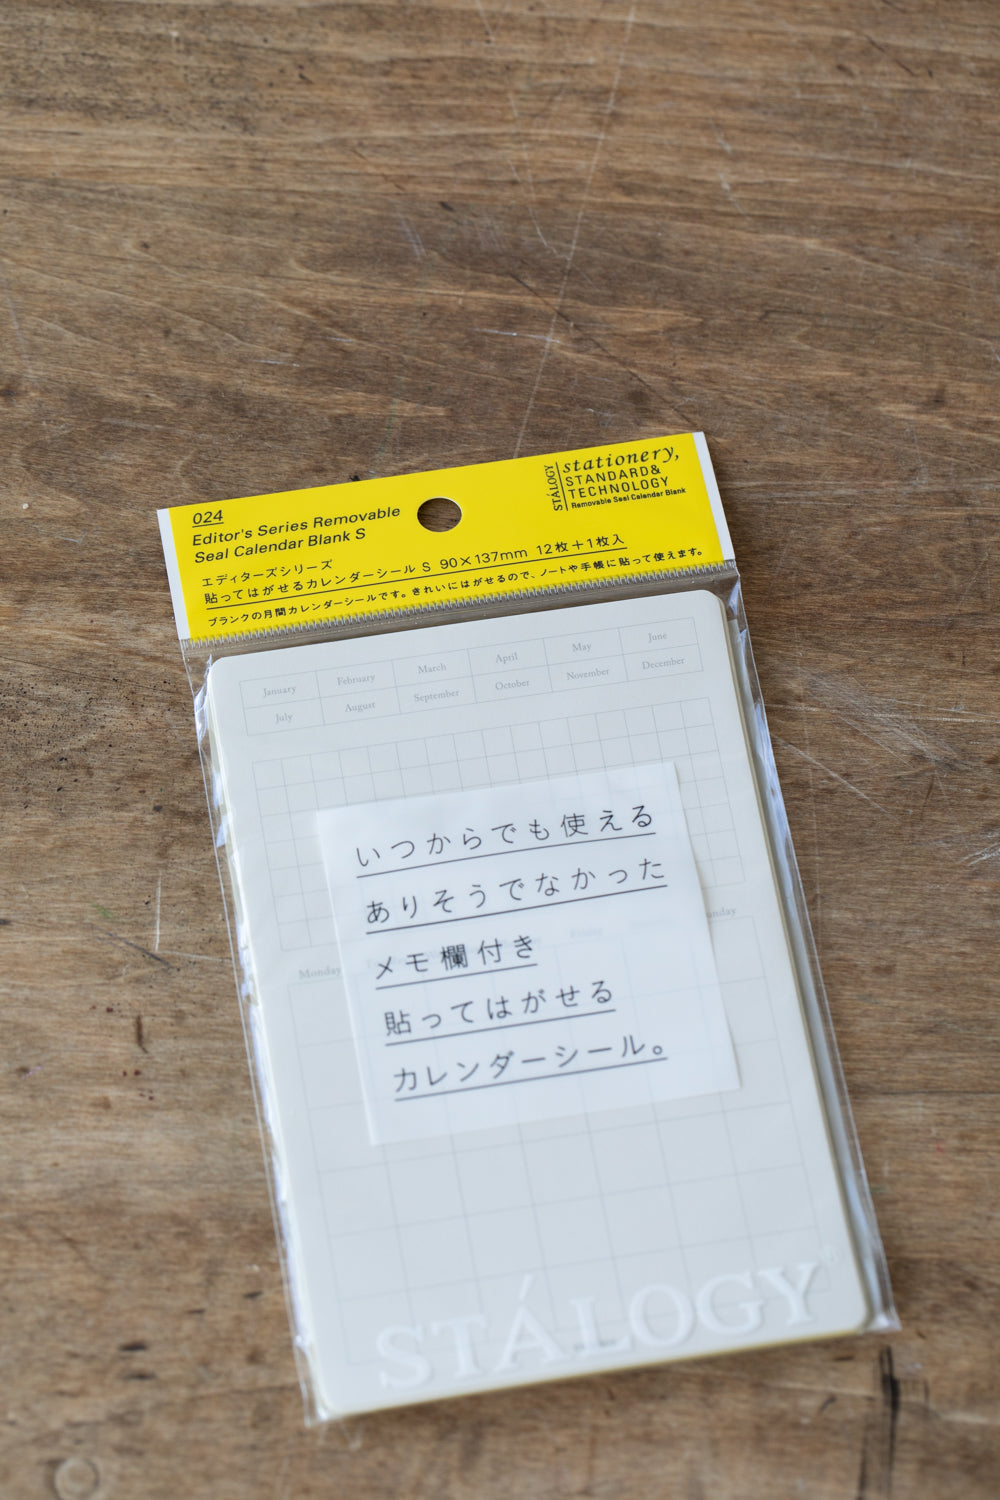 024
Editor's Series Removable
Seal Calendar Blank S
エディターズシリーズ
貼ってはがせるカレンダーシール S 90×137mm 12枚+1枚入
ブランクの月間カレンダーシールです。きれいにはがせるので、ノートや手帳に貼って使えます。
STÁLOGY
stationery,
STANDARD&
TECHNOLOGY
Removable Seal Calendar Blank
January February March April May June
July August September October November December
いつからでも使える
ありそうでなかった
メモ欄付き
貼ってはがせる
カレンダーシール。
Monday Friday
STÁLOGY